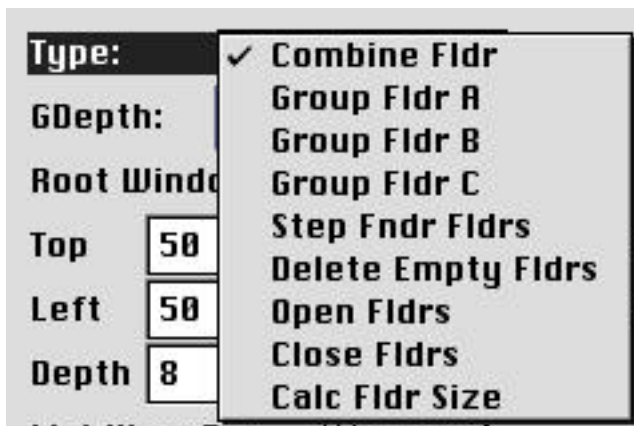 Type:
✓ Combine Fldr
Group Fldr A
GDepth:
Group Fldr B
Root
Group Fldr C
Step Fndr Fldrs
Top 50
Delete Empty Fldrs
Left 50
Open Fldrs
Close Fldrs
Depth 8
Calc Fldr Size